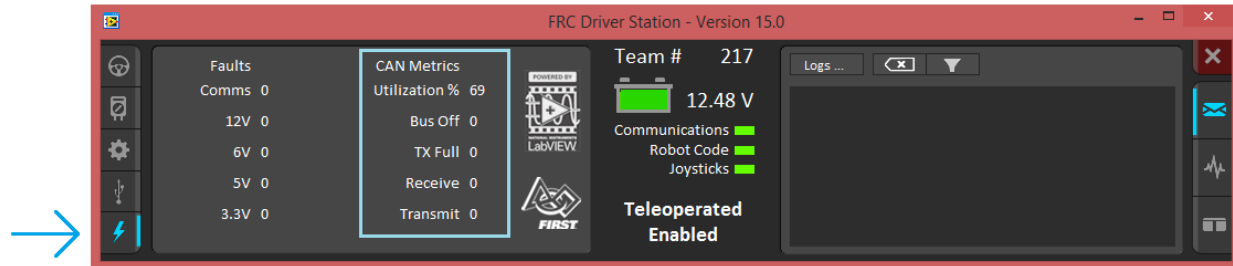 FRC Driver Station - Version 15.0
Faults
Comms 0
12V 0
6V 0
5V 0
3.3V 0
CAN Metrics
Utilization % 69
Bus Off 0
TX Full 0
Receive 0
Transmit 0
POWERED BY
NATIONAL INSTRUMENTS
LabVIEW
FIRST
Team # 217
12.48 V
Communications
Robot Code
Joysticks
Teleoperated
Enabled
Logs ...